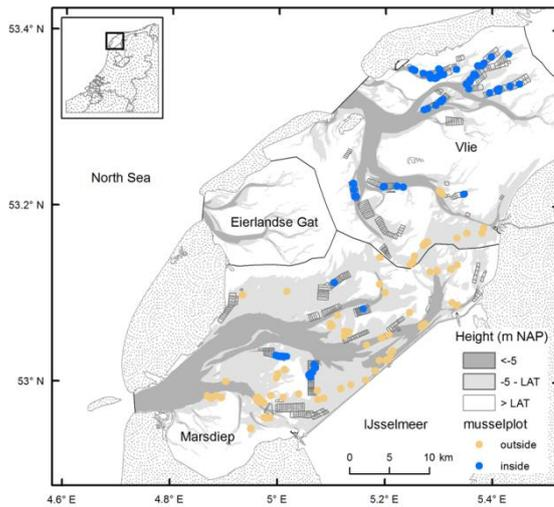 53.4° N
Vlie
North Sea
53.2° N
Eierlandse Gat
Height (m NAP)
<-5
-5 - LAT
> LAT
53° N
musselplot
IJsselmeer
outside
inside
Marsdiep
0 5 10 km
4.6° E 4.8° E 5° E 5.2° E 5.4° E